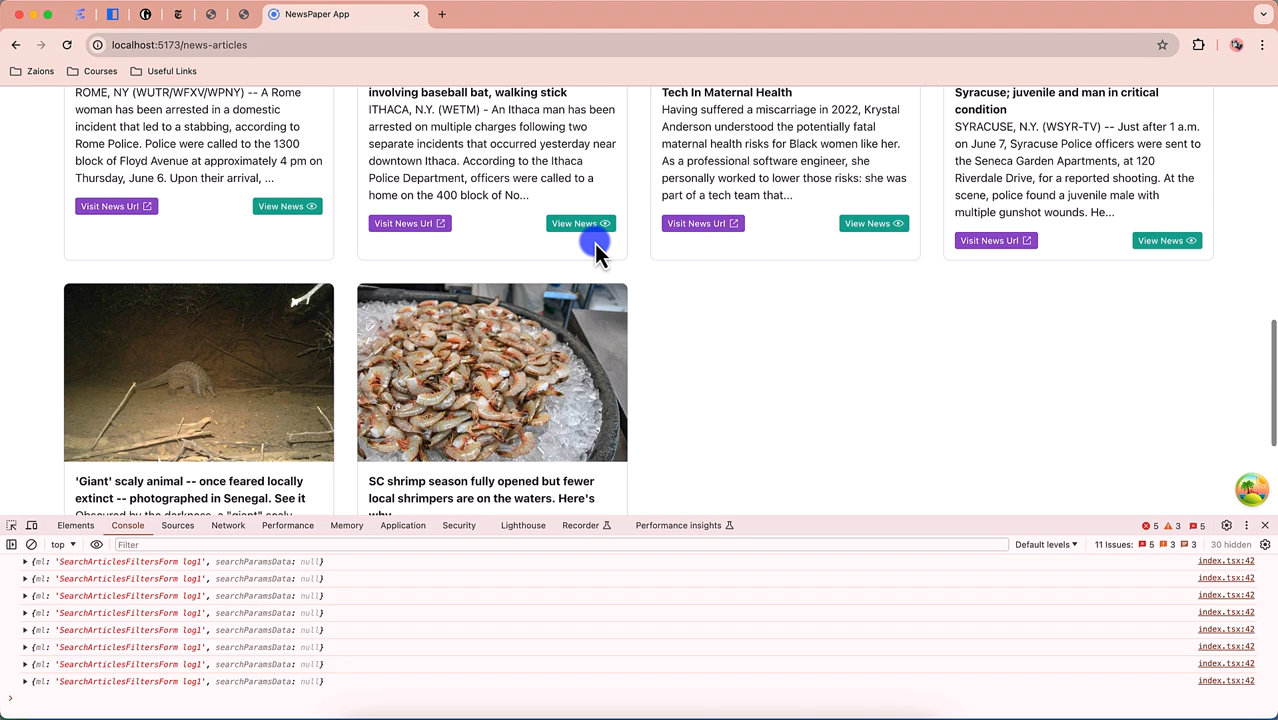 NewsPaper App
localhost:5173/news-articles
Zaions
Courses
Useful Links
ROME, NY (WUTR/WFXV/WPNY) -- A Rome
woman has been arrested in a domestic
incident that led to a stabbing, according to
Rome Police. Police were called to the 1300
block of Floyd Avenue at approximately 4 pm on
Thursday, June 6. Upon their arrival, ...
Visit News Url
View News
involving baseball bat, walking stick
ITHACA, N.Y. (WETM) - An Ithaca man has been
arrested on multiple charges following two
separate incidents that occurred yesterday near
downtown Ithaca. According to the Ithaca
Police Department, officers were called to a
home on the 400 block of No...
Visit News Url
View News
Tech In Maternal Health
Having suffered a miscarriage in 2022, Krystal
Anderson understood the potentially fatal
maternal health risks for Black women like her.
As a professional software engineer, she
personally worked to lower those risks: she was
part of a tech team that...
Visit News Url
View News
Syracuse; juvenile and man in critical
condition
SYRACUSE, N.Y. (WSYR-TV) -- Just after 1 a.m.
on June 7, Syracuse Police officers were sent to
the Seneca Garden Apartments, at 120
Riverdale Drive, for a reported shooting. At the
scene, police found a juvenile male with
multiple gunshot wounds. He...
Visit News Url
View News
'Giant' scaly animal -- once feared locally
extinct -- photographed in Senegal. See it
Obscured by the darkness, a "giant" scaly
SC shrimp season fully opened but fewer
local shrimpers are on the waters. Here's
why
Elements
Console
Sources
Network
Performance
Memory
Application
Security
Lighthouse
Recorder
Performance insights
5
3
5
top
Filter
Default levels
11 Issues:
5
3
3
30 hidden
{ml: 'SearchArticlesFiltersForm log1', searchParamsData: null} index.tsx:42
{ml: 'SearchArticlesFiltersForm log1', searchParamsData: null} index.tsx:42
{ml: 'SearchArticlesFiltersForm log1', searchParamsData: null} index.tsx:42
{ml: 'SearchArticlesFiltersForm log1', searchParamsData: null} index.tsx:42
{ml: 'SearchArticlesFiltersForm log1', searchParamsData: null} index.tsx:42
{ml: 'SearchArticlesFiltersForm log1', searchParamsData: null} index.tsx:42
{ml: 'SearchArticlesFiltersForm log1', searchParamsData: null} index.tsx:42
{ml: 'SearchArticlesFiltersForm log1', searchParamsData: null} index.tsx:42